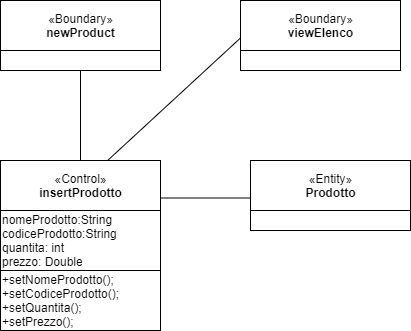 «Boundary»
newProduct
«Boundary»
viewElenco
«Control»
insertProdotto
nomeProdotto:String
codiceProdotto:String
quantita: int
prezzo: Double
+setNomeProdotto();
+setCodiceProdotto();
+setQuantita();
+setPrezzo();
«Entity»
Prodotto